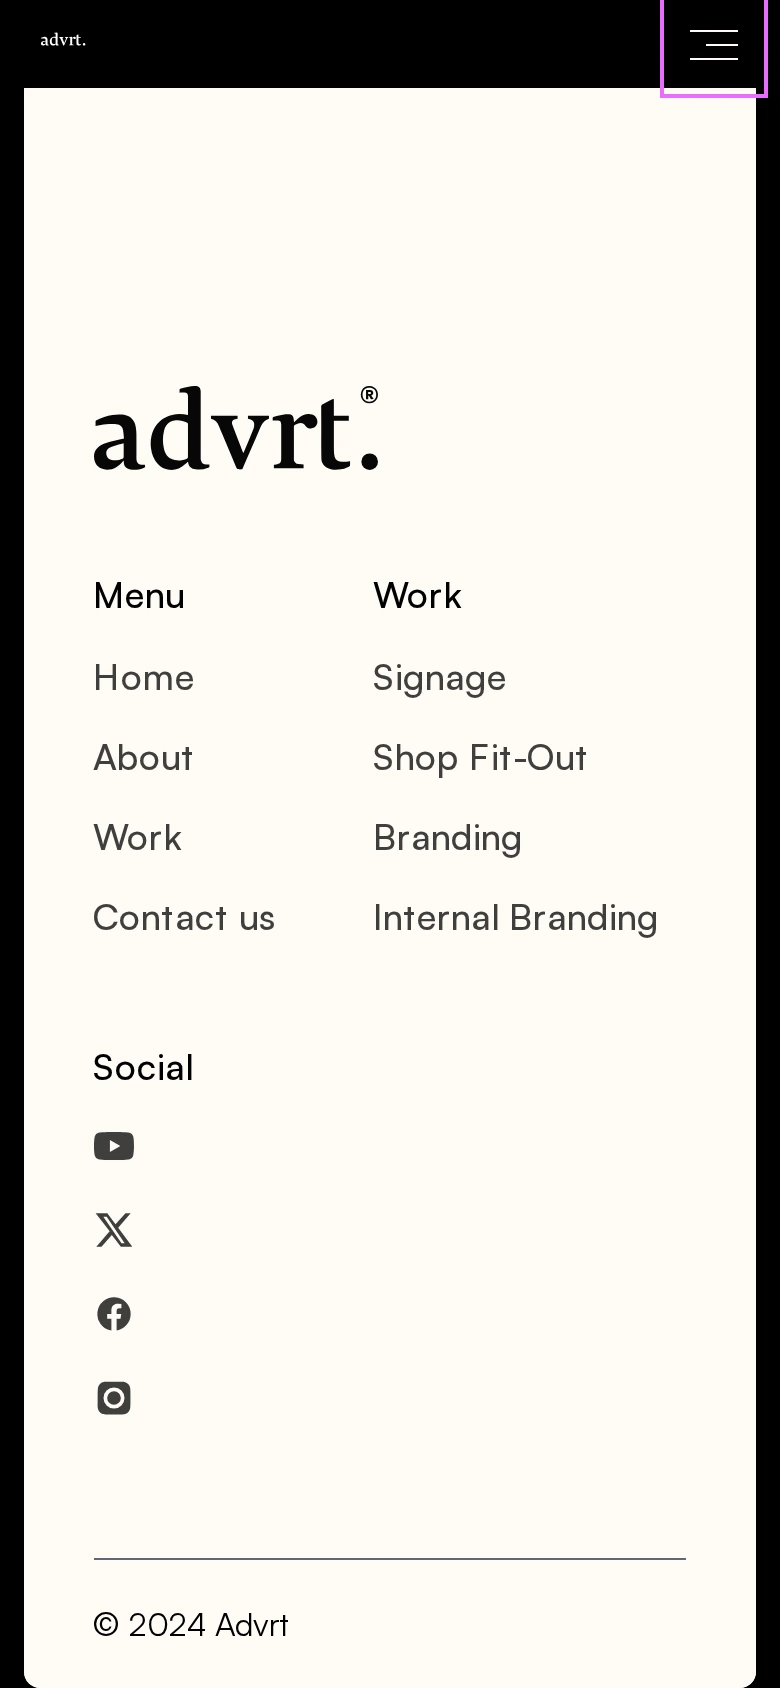 advrt.
advrt.®
Menu
Home
About
Work
Contact us
Work
Signage
Shop Fit-Out
Branding
Internal Branding
Social
© 2024 Advrt